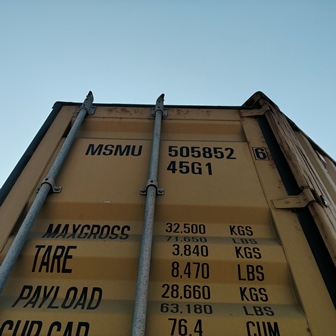 MSMU 505852 6
45G1
MAXGROSS 32,500 KGS
71,650 LBS
TARE 3,840 KGS
8,470 LBS
PAYLOAD 28,660 KGS
63,180 LBS
CUB.CAP. 76.4 CUM